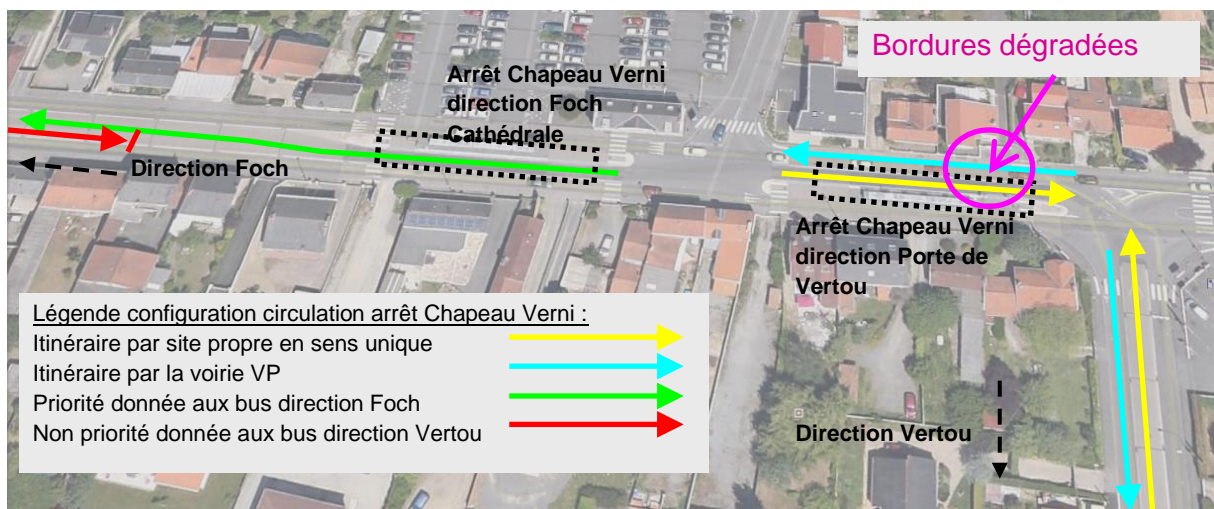 Bordures dégradées
Arrêt Chapeau Verni
direction Foch
Cathédrale
Direction Foch
Arrêt Chapeau Verni
direction Porte de
Vertou
Légende configuration circulation arrêt Chapeau Verni :
Itinéraire par site propre en sens unique
Itinéraire par la voirie VP
Priorité donnée aux bus direction Foch
Non priorité donnée aux bus direction Vertou
Direction Vertou